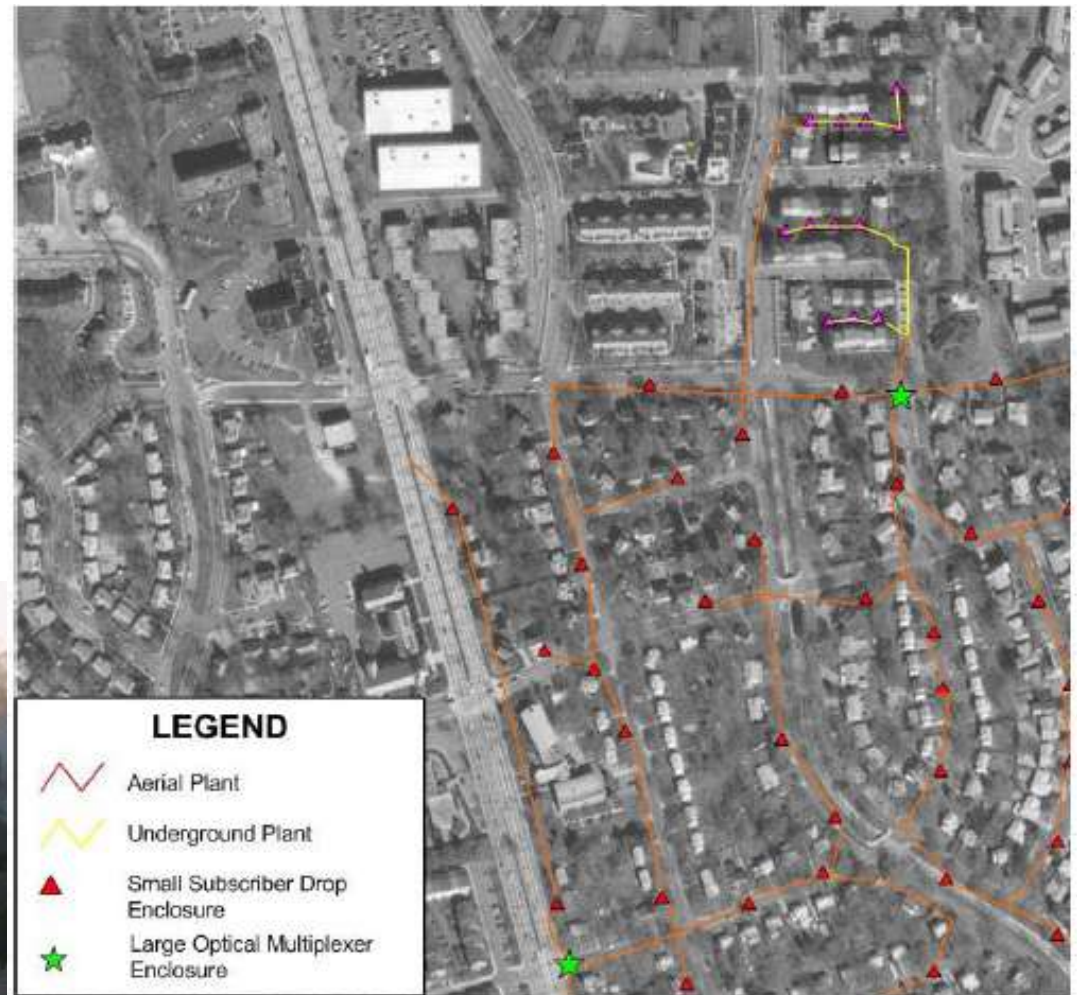 LEGEND
Aerial Plant
Underground Plant
Small Subscriber Drop
Enclosure
Large Optical Multiplexer
Enclosure